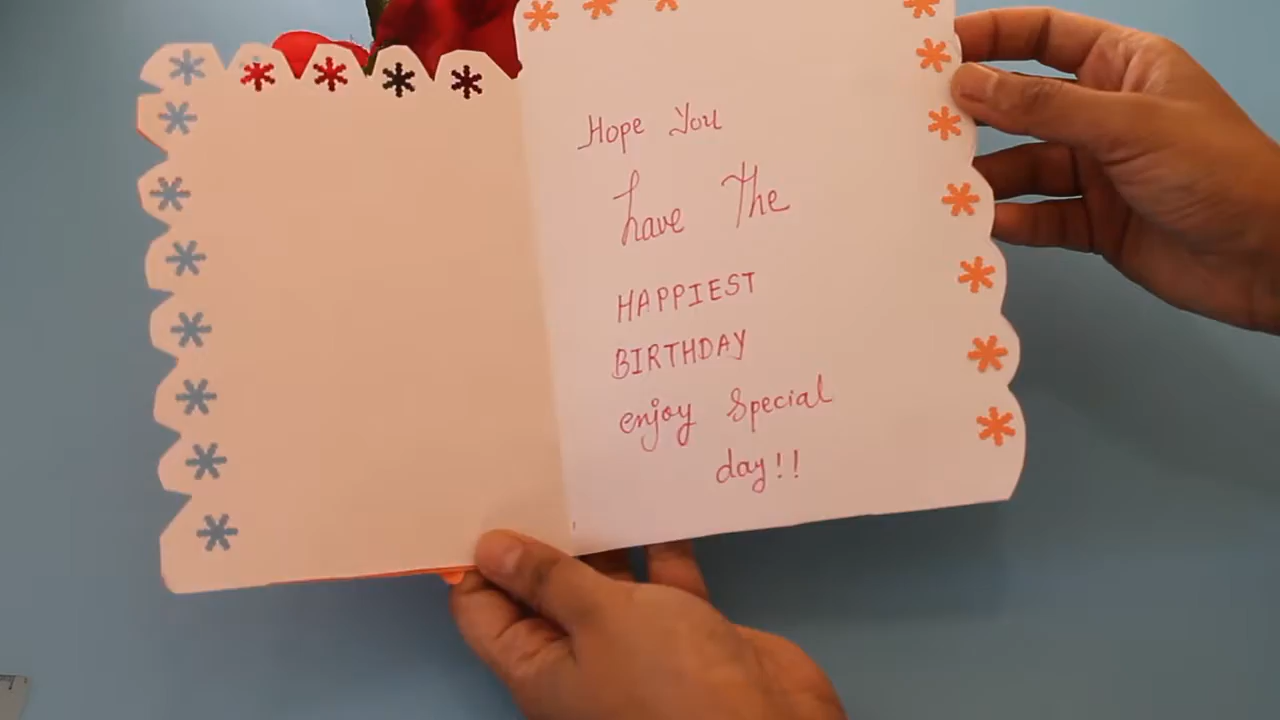 Hope You
have The
HAPPIEST
BIRTHDAY
enjoy Special
day!!